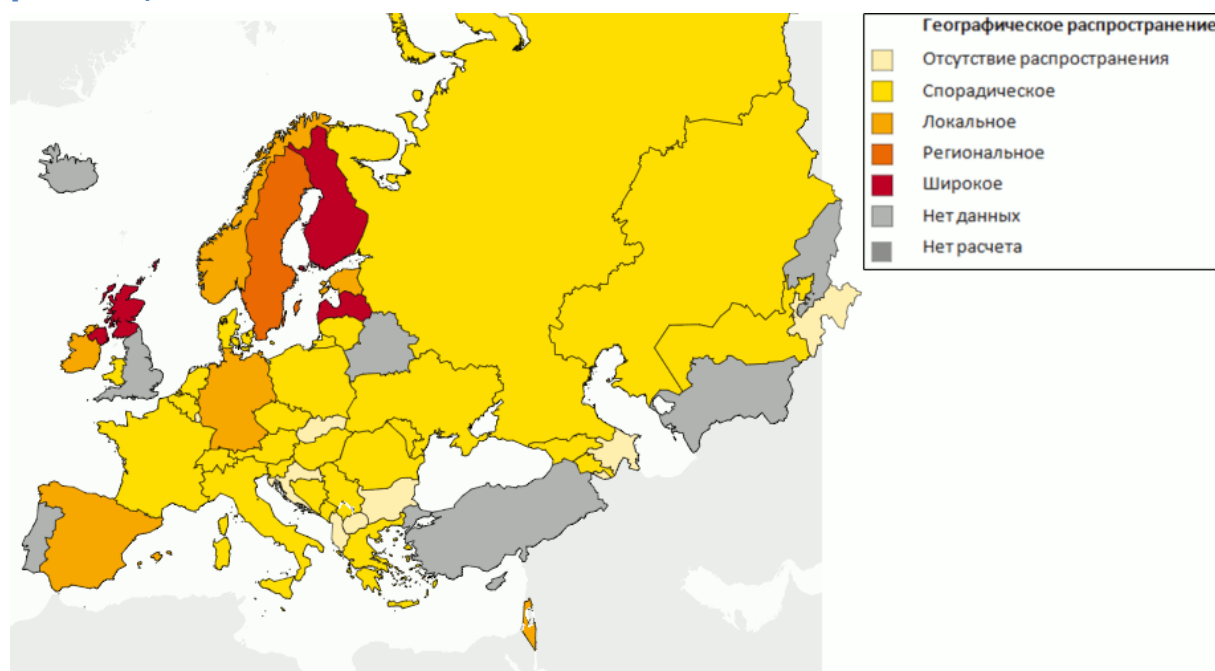 Географическое распространение
Отсутствие распространения
Спорадическое
Локальное
Региональное
Широкое
Нет данных
Нет расчета